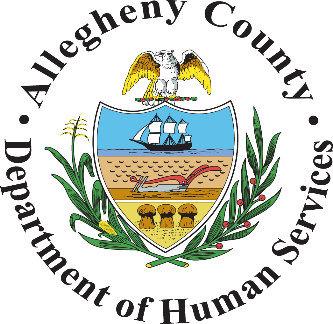 Allegheny County
Department of Human Services